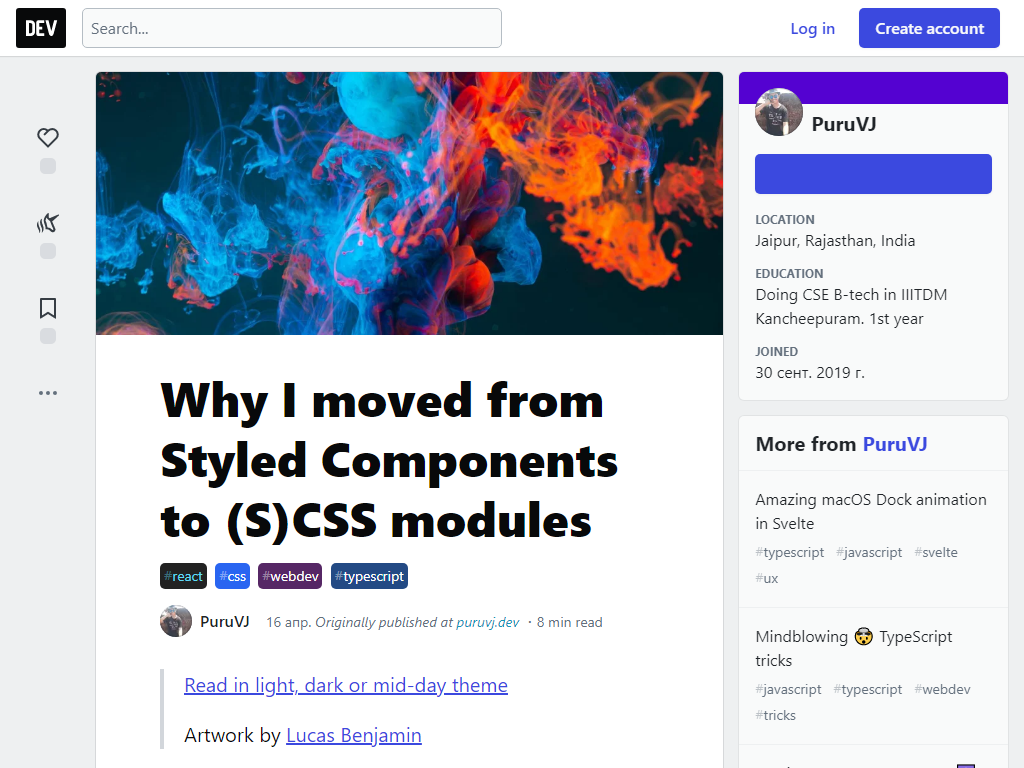 DEV
Search...
Log in
Create account
PuruVJ
LOCATION
Jaipur, Rajasthan, India
EDUCATION
Doing CSE B-tech in IIITDM
Kancheepuram. 1st year
JOINED
30 сент. 2019 г.
Why I moved from
Styled Components
to (S)CSS modules
#react #css #webdev #typescript
PuruVJ 16 апр. Originally published at puruvj.dev · 8 min read
Read in light, dark or mid-day theme
Artwork by Lucas Benjamin
More from PuruVJ
Amazing macOS Dock animation
in Svelte
#typescript #javascript #svelte
#ux
Mindblowing 🤯 TypeScript
tricks
#javascript #typescript #webdev
#tricks